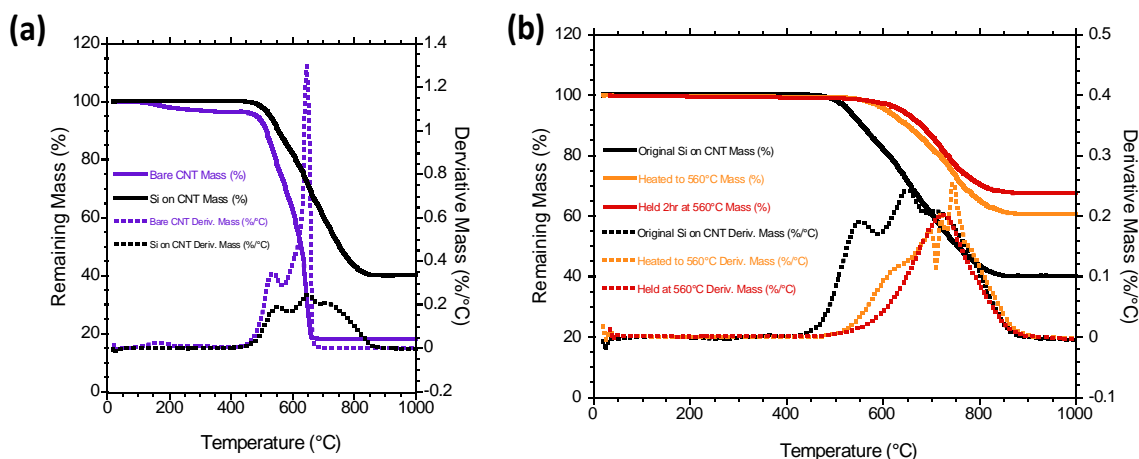 (a)
120
100
80
60
40
20
0
Remaining Mass (%)
Bare CNT Mass (%)
Si on CNT Mass (%)
Bare CNT Deriv. Mass (%/°C)
Si on CNT Deriv. Mass (%/°C)
1.4
1.2
1
0.8
0.6
0.4
0.2
0
-0.2
Derviative Mass (%/°C)
0 200 400 600 800 1000
Temperature (°C)
(b)
120
100
80
60
40
20
0
Remaining Mass (%)
Original Si on CNT Mass (%)
Heated to 560°C Mass (%)
Held 2hr at 560°C Mass (%)
Original Si on CNT Deriv. Mass (%/°C)
Heated to 560°C Deriv. Mass (%/°C)
Held at 560°C Deriv. Mass (%/°C)
0.5
0.4
0.3
0.2
0.1
0
-0.1
Derivative Mass (%/°C)
0 200 400 600 800 1000
Temperature (°C)